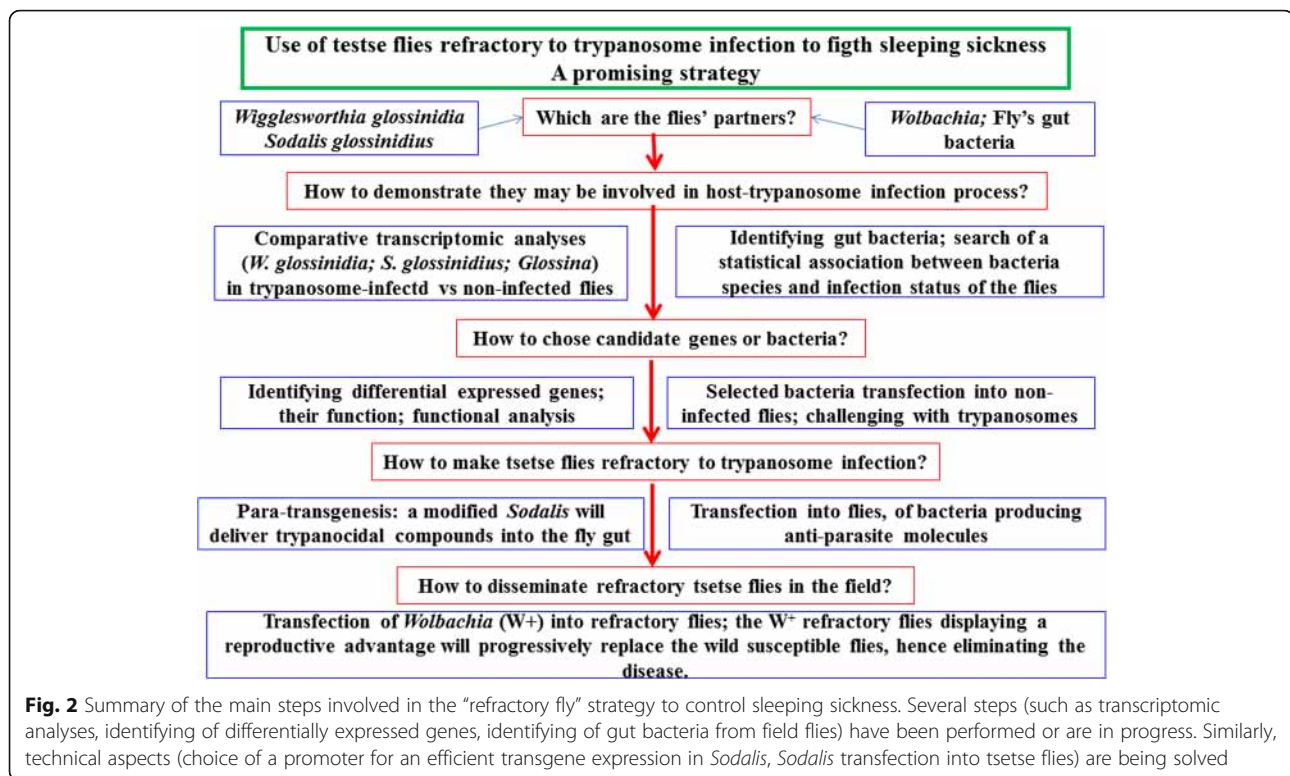 Use of testse flies refractory to trypanosome infection to figth sleeping sickness
A promising strategy
Wigglesworthia glossinidia
Sodalis glossinidius
Which are the flies' partners?
Wolbachia; Fly's gut
bacteria
How to demonstrate they may be involved in host-trypanosome infection process?
Comparative transcriptomic analyses
(W. glossinidia; S. glossinidius; Glossina)
in trypanosome-infectd vs non-infected flies
Identifying gut bacteria; search of a
statistical association between bacteria
species and infection status of the flies
How to chose candidate genes or bacteria?
Identifying differential expressed genes;
their function; functional analysis
Selected bacteria transfection into non-
infected flies; challenging with trypanosomes
How to make tsetse flies refractory to trypanosome infection?
Para-transgenesis: a modified Sodalis will
deliver trypanocidal compounds into the fly gut
Transfection into flies, of bacteria producing
anti-parasite molecules
How to disseminate refractory tsetse flies in the field?
Transfection of Wolbachia (W+) into refractory flies; the W⁺ refractory flies displaying a
reproductive advantage will progressively replace the wild susceptible flies, hence eliminating the
disease.
Fig. 2 Summary of the main steps involved in the "refractory fly" strategy to control sleeping sickness. Several steps (such as transcriptomic
analyses, identifying of differentially expressed genes, identifying of gut bacteria from field flies) have been performed or are in progress. Similarly,
technical aspects (choice of a promoter for an efficient transgene expression in Sodalis, Sodalis transfection into tsetse flies) are being solved